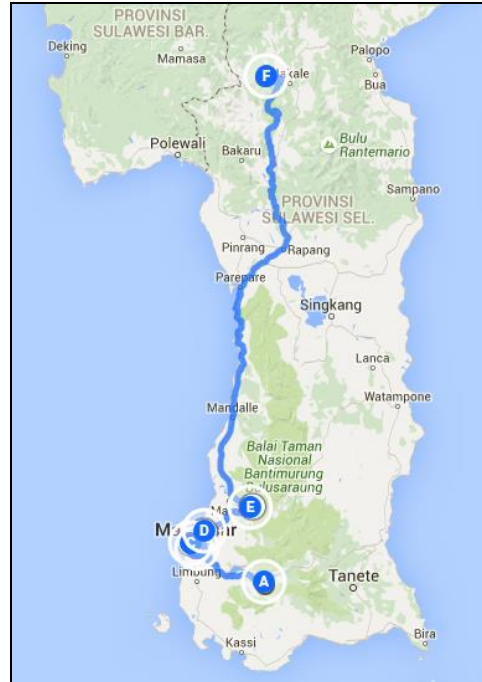 PROVINSI
SULAWESI BAR.
Deking
Mamasa
Palopo
F
Bua
Polewali
Bakaru
Bulu
Rantemario
PROVINSI
SULAWESI SEL.
Sampano
Pinrang
Rapang
Parepare
Singkang
Lanca
Watampone
Mandalle
Balai Taman
Nasional
Bantimurung
Bulusaraung
E
D
Limbung
A
Tanete
Kassi
Bira